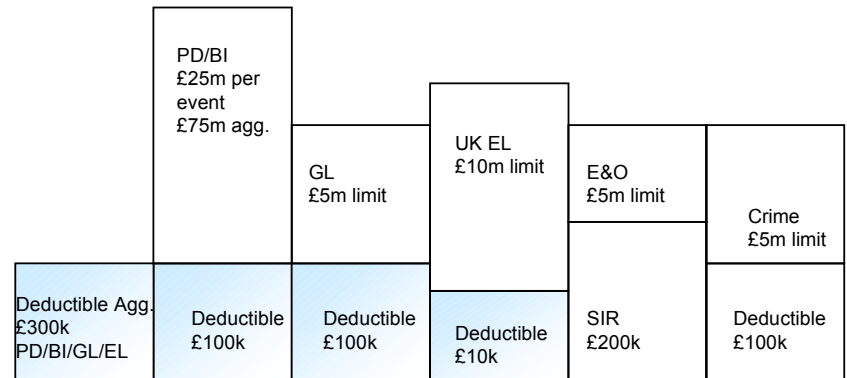 PD/BI
£25m per
event
£75m agg.
GL
£5m limit
UK EL
£10m limit
E&O
£5m limit
Crime
£5m limit
Deductible Agg.
£300k
PD/BI/GL/EL
Deductible
£100k
Deductible
£100k
Deductible
£10k
SIR
£200k
Deductible
£100k